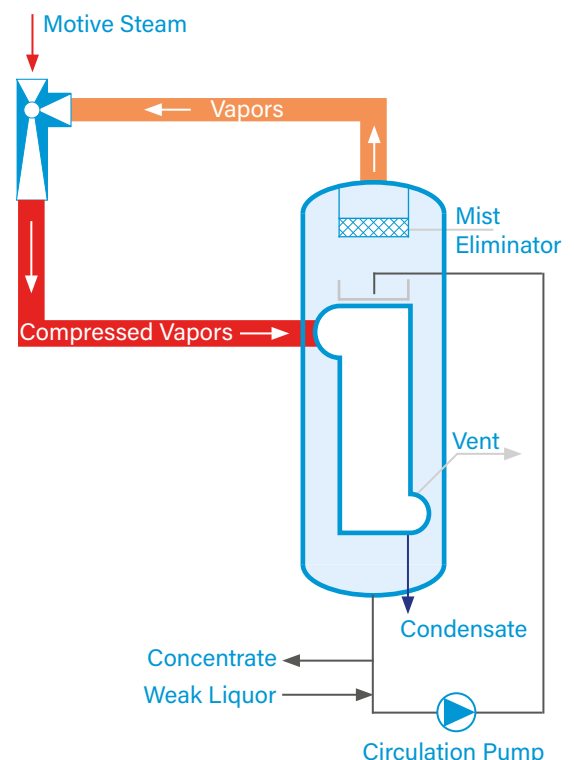 Motive Steam
Vapors
Mist
Eliminator
Compressed Vapors
Vent
Condensate
Concentrate
Weak Liquor
Circulation Pump